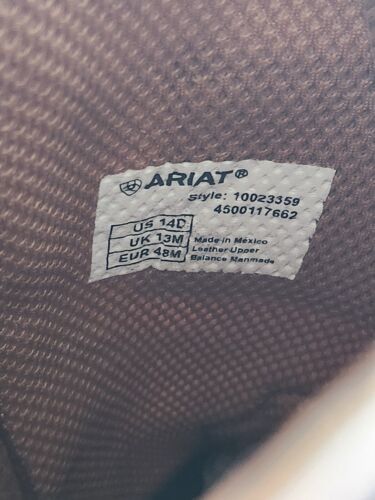 ARIAT®
Style: 10023359
4500117662
US 14D
UK 13M
EUR 48M
Made in Mexico
Leather Upper
Balance Manmade